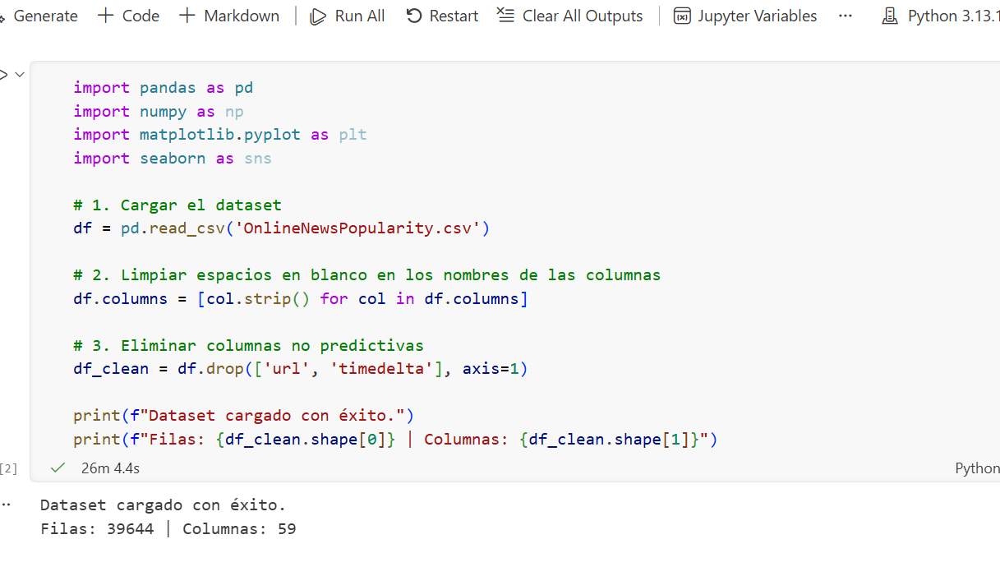 Generate + Code + Markdown | Run All Restart Clear All Outputs | Jupyter Variables ... Python 3.13.1
import pandas as pd
import numpy as np
import matplotlib.pyplot as plt
import seaborn as sns
# 1. Cargar el dataset
df = pd.read_csv('OnlineNewsPopularity.csv')
# 2. Limpiar espacios en blanco en los nombres de las columnas
df.columns = [col.strip() for col in df.columns]
# 3. Eliminar columnas no predictivas
df_clean = df.drop(['url', 'timedelta'], axis=1)
print(f"Dataset cargado con éxito.")
print(f"Filas: {df_clean.shape[0]} | Columnas: {df_clean.shape[1]}")
[2] 26m 4.4s Python
Dataset cargado con éxito.
Filas: 39644 | Columnas: 59